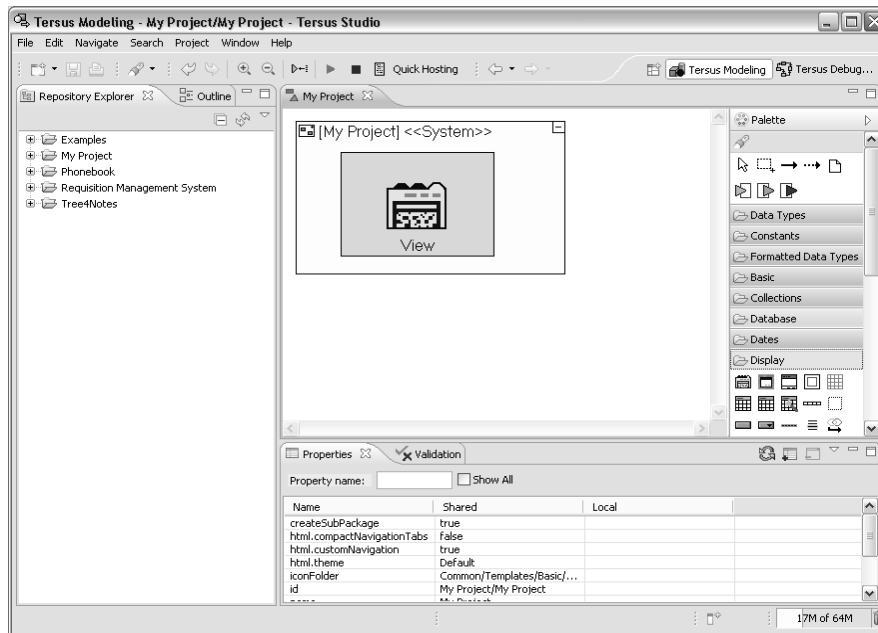 Tersus Modeling - My Project/My Project - Tersus Studio
File Edit Navigate Search Project Window Help
Quick Hosting
Tersus Modeling
Tersus Debug...
Repository Explorer
Outline
My Project
Examples
My Project
Phonebook
Requisition Management System
Tree4Notes
[My Project] <<System>>
View
Palette
Data Types
Constants
Formatted Data Types
Basic
Collections
Database
Dates
Display
Properties
Validation
Property name:
Show All
Name Shared Local
createSubPackage true
html.compactNavigationTabs false
html.customNavigation true
html.theme Default
iconFolder Common/Templates/Basic/...
id My Project/My Project
17M of 64M